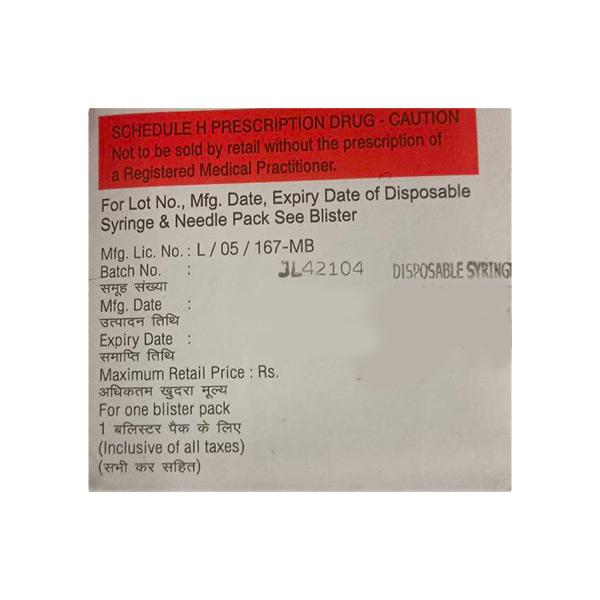 SCHEDULE H PRESCRIPTION DRUG - CAUTION
Not to be sold by retail without the prescription of
a Registered Medical Practitioner.
For Lot No., Mfg. Date, Expiry Date of Disposable
Syringe & Needle Pack See Blister
Mfg. Lic. No. : L / 05 / 167-MB
Batch No. : JL42104 DISPOSABLE SYRING
समूह संख्या
Mfg. Date :
उत्पादन तिथि
Expiry Date :
समाप्ति तिथि
Maximum Retail Price : Rs.
अधिकतम खुदरा मूल्य
For one blister pack
1 बलिस्टर पैक के लिए
(Inclusive of all taxes)
(सभी कर सहित)